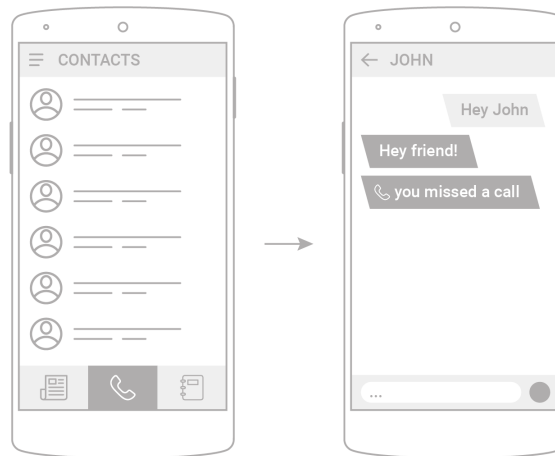 CONTACTS
JOHN
Hey John
Hey friend!
you missed a call
...